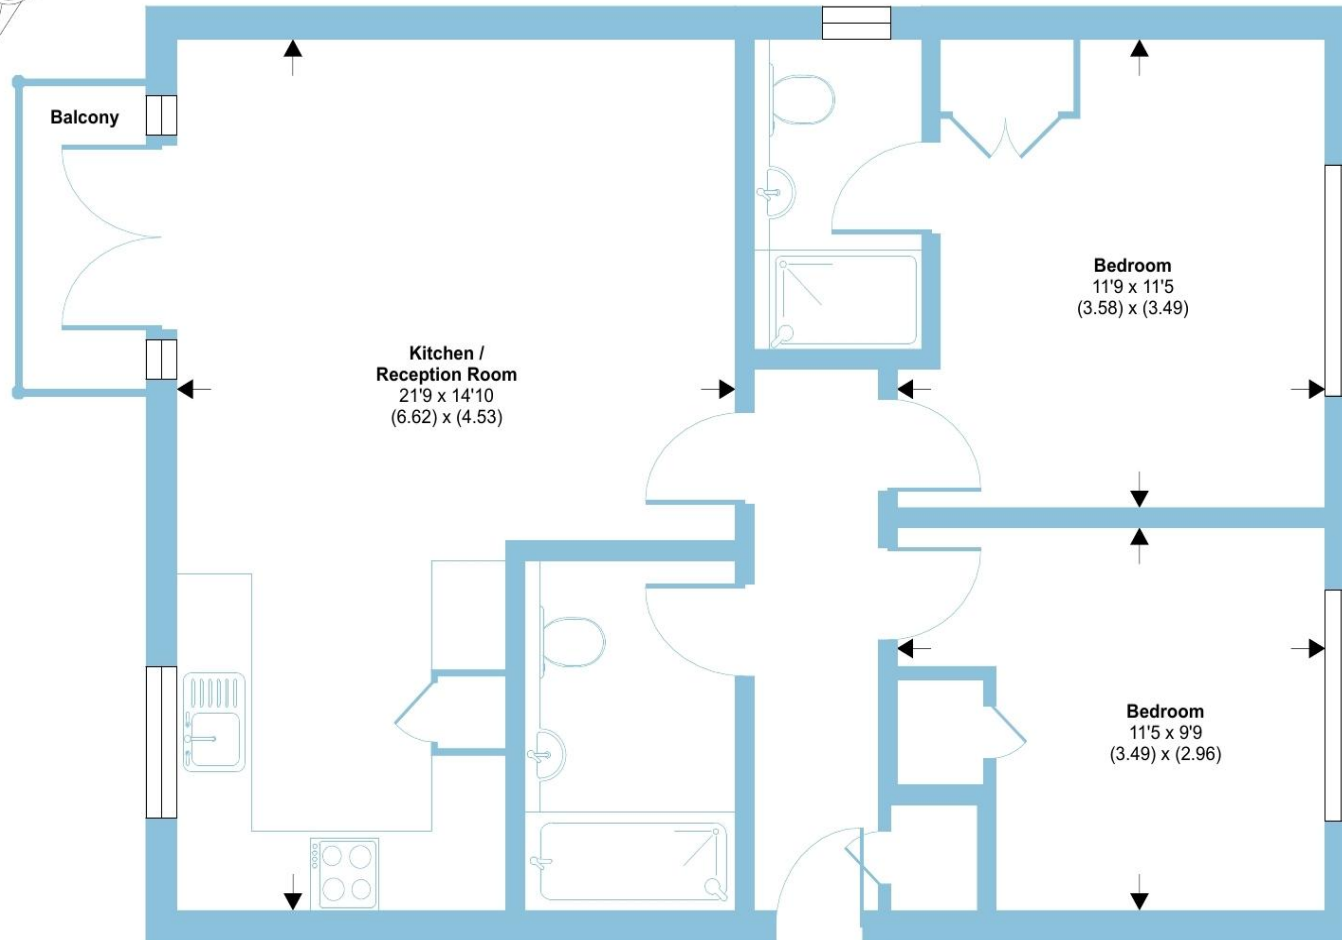 Balcony
Kitchen /
Reception Room
21'9 x 14'10
(6.62) x (4.53)
Bedroom
11'9 x 11'5
(3.58) x (3.49)
Bedroom
11'5 x 9'9
(3.49) x (2.96)